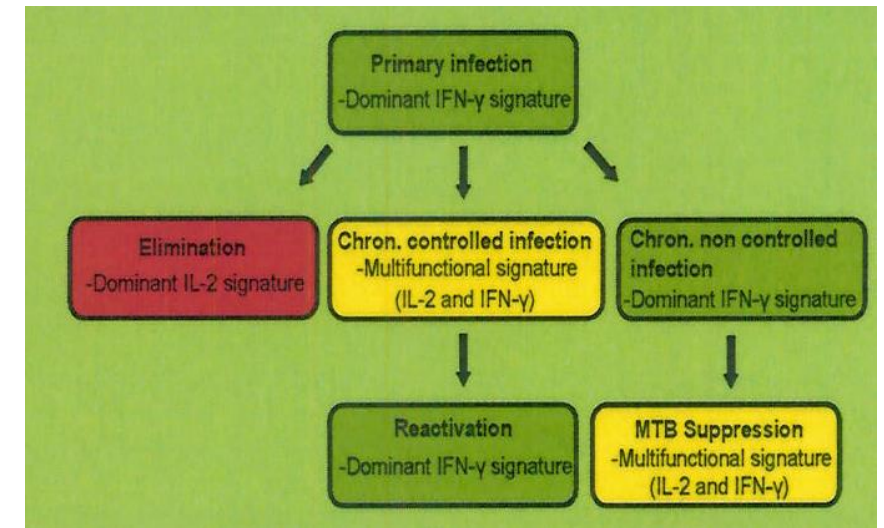 Primary infection
-Dominant IFN-γ signature
Elimination
-Dominant IL-2 signature
Chron. controlled infection
-Multifunctional signature
(IL-2 and IFN-γ)
Chron. non controlled
infection
-Dominant IFN-γ signature
Reactivation
-Dominant IFN-γ signature
MTB Suppression
-Multifunctional signature
(IL-2 and IFN-γ)